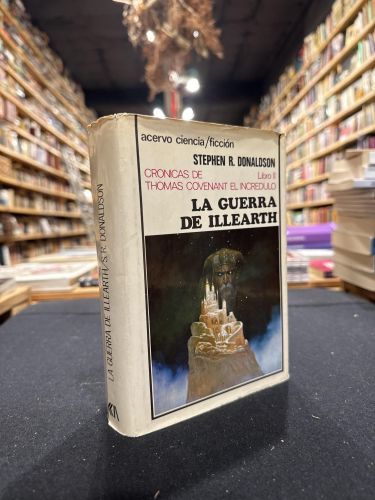 acervo ciencia/ficción
STEPHEN R. DONALDSON
CRONICAS DE Libro II
THOMAS COVENANT EL INCREDULO
LA GUERRA
DE ILLEARTH
LA GUERRA DE ILLEARTH/S.R. DONALDSON